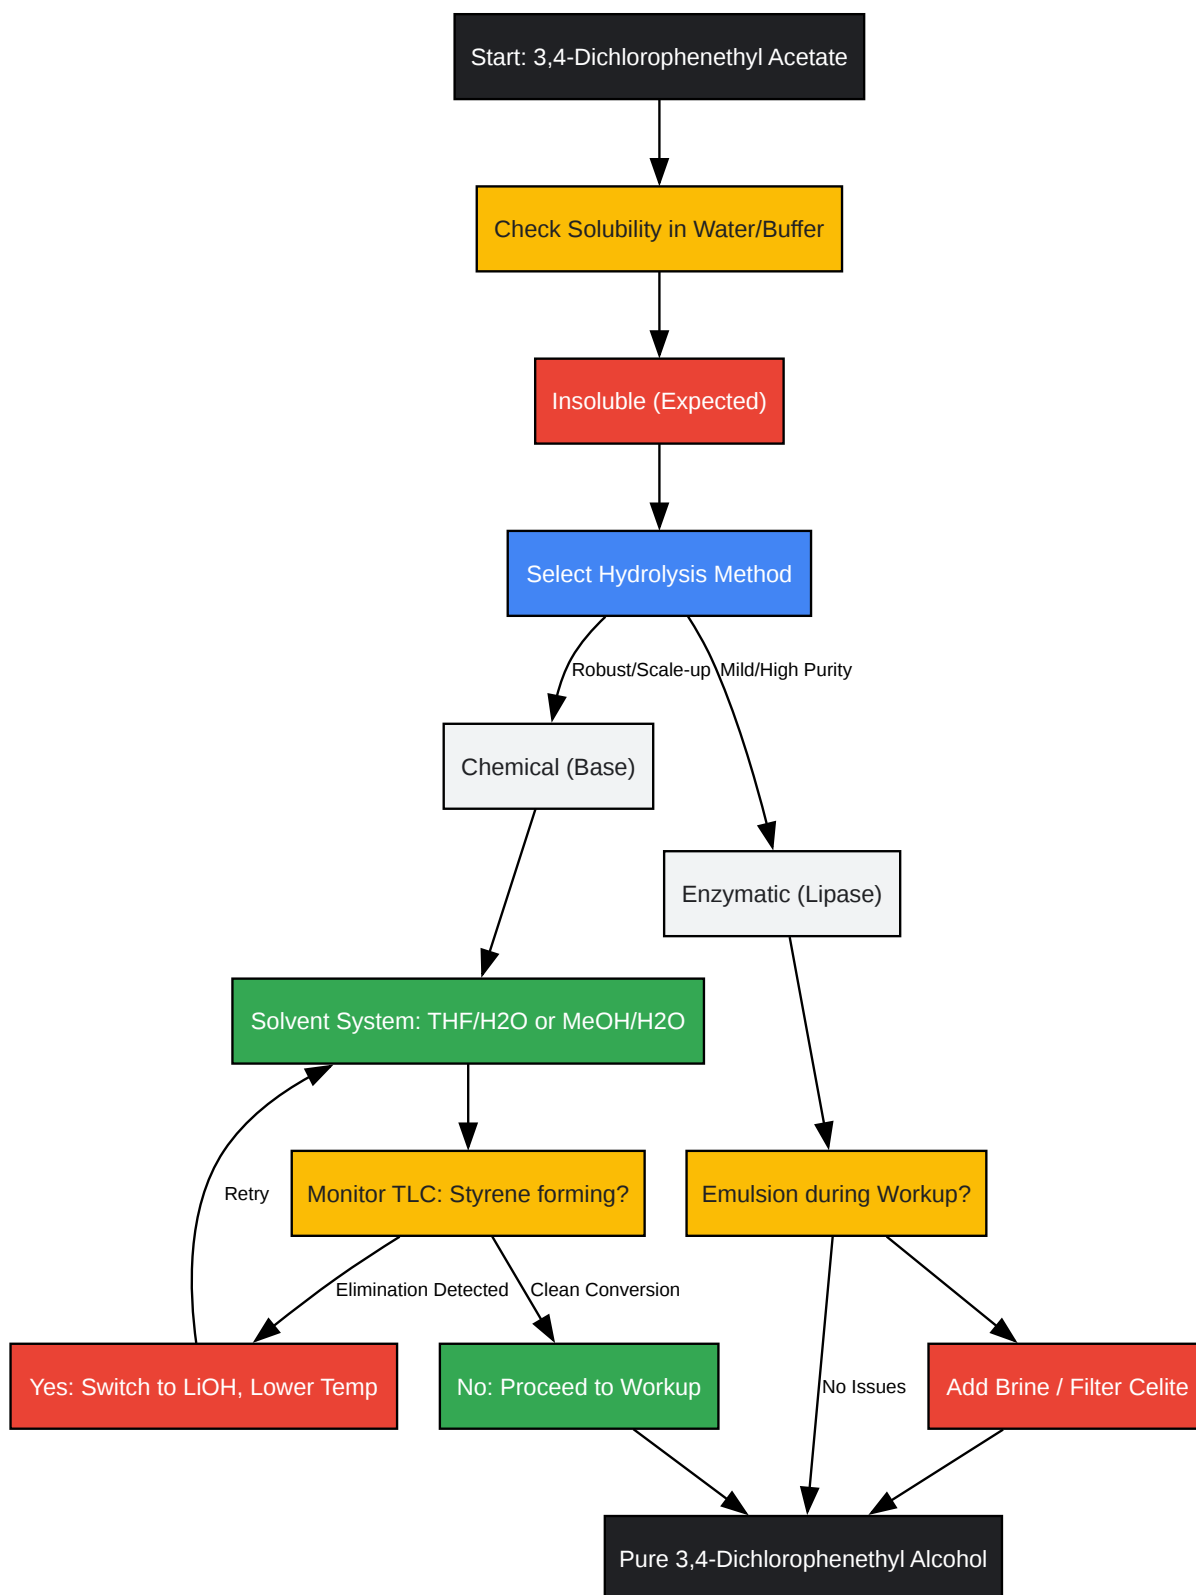 Start: 3,4-Dichlorophenethyl Acetate
Check Solubility in Water/Buffer
Insoluble (Expected)
Select Hydrolysis Method
Robust/Scale-up
Mild/High Purity
Chemical (Base)
Enzymatic (Lipase)
Solvent System: THF/H2O or MeOH/H2O
Retry
Monitor TLC: Styrene forming?
Emulsion during Workup?
Elimination Detected
Clean Conversion
Yes: Switch to LiOH, Lower Temp
No: Proceed to Workup
No Issues
Add Brine / Filter Celite
Pure 3,4-Dichlorophenethyl Alcohol